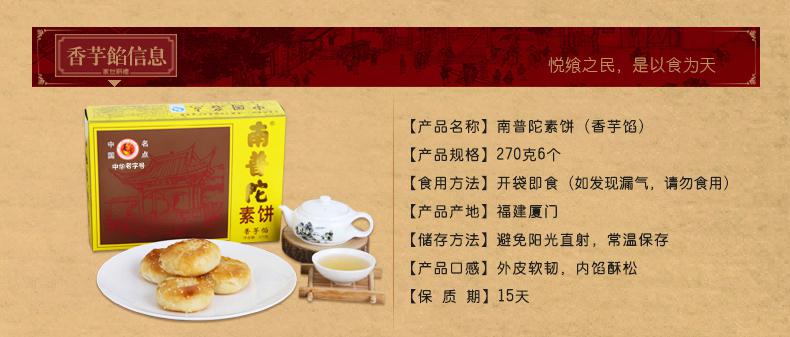 香芋餡信息
悦飨之民，是以食为天
中国名点
中华老字号
南普陀
素饼
香芋馅
【产品名称】南普陀素饼（香芋馅）
【产品规格】270克6个
【食用方法】开袋即食（如发现漏气，请勿食用）
【产品产地】福建厦门
【储存方法】避免阳光直射，常温保存
【产品口感】外皮软韧，内馅酥松
【保 质 期】15天